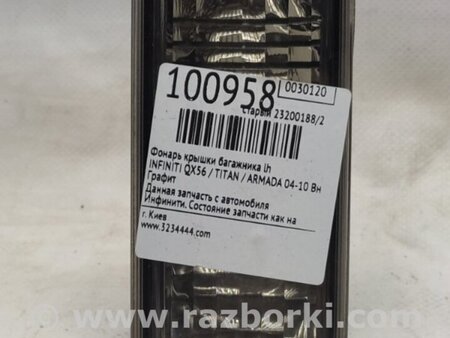 100958
0030120
старый 23200188/2
Фонарь крышки багажника lh
INFINITI QX56 / TITAN / ARMADA 04-10 Вн
Графит
Данная запчасть с автомобиля
Инфинити. Состояние запчасти как на
г. Киев
www.3234444.com
www.razborki.com